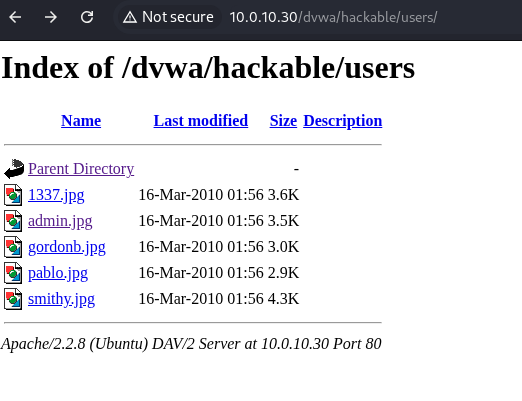 Not secure 10.0.10.30/dvwa/hackable/users/
Index of /dvwa/hackable/users
Name Last modified Size Description
Parent Directory -
1337.jpg 16-Mar-2010 01:56 3.6K
admin.jpg 16-Mar-2010 01:56 3.5K
gordonb.jpg 16-Mar-2010 01:56 3.0K
pablo.jpg 16-Mar-2010 01:56 2.9K
smithy.jpg 16-Mar-2010 01:56 4.3K
Apache/2.2.8 (Ubuntu) DAV/2 Server at 10.0.10.30 Port 80